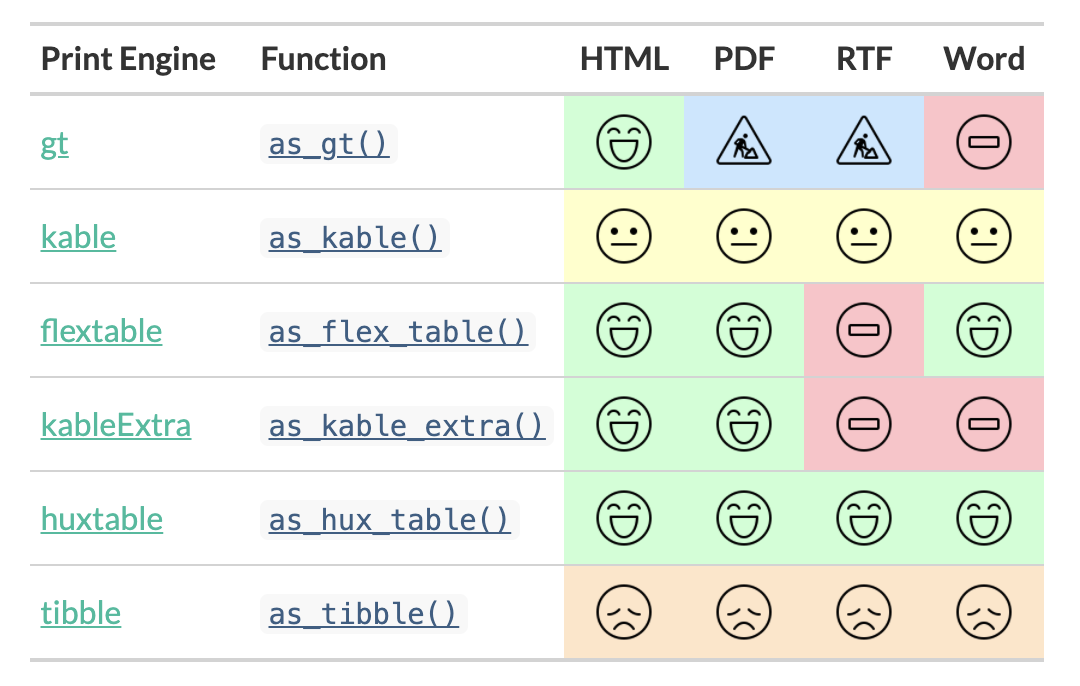 Print Engine Function HTML PDF RTF Word
gt as_gt()
kable as_kable()
flextable as_flex_table()
kableExtra as_kable_extra()
huxtable as_hux_table()
tibble as_tibble()